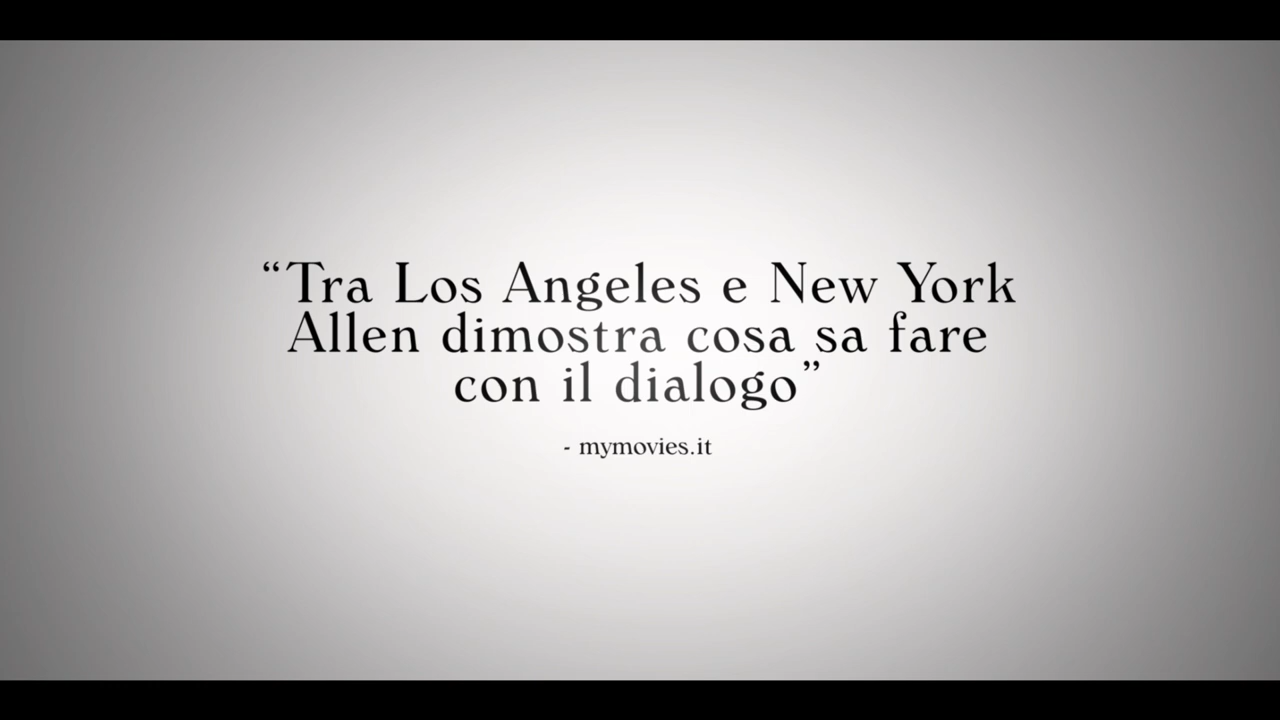 “Tra Los Angeles e New York
Allen dimostra cosa sa fare
con il dialogo”
- mymovies.it